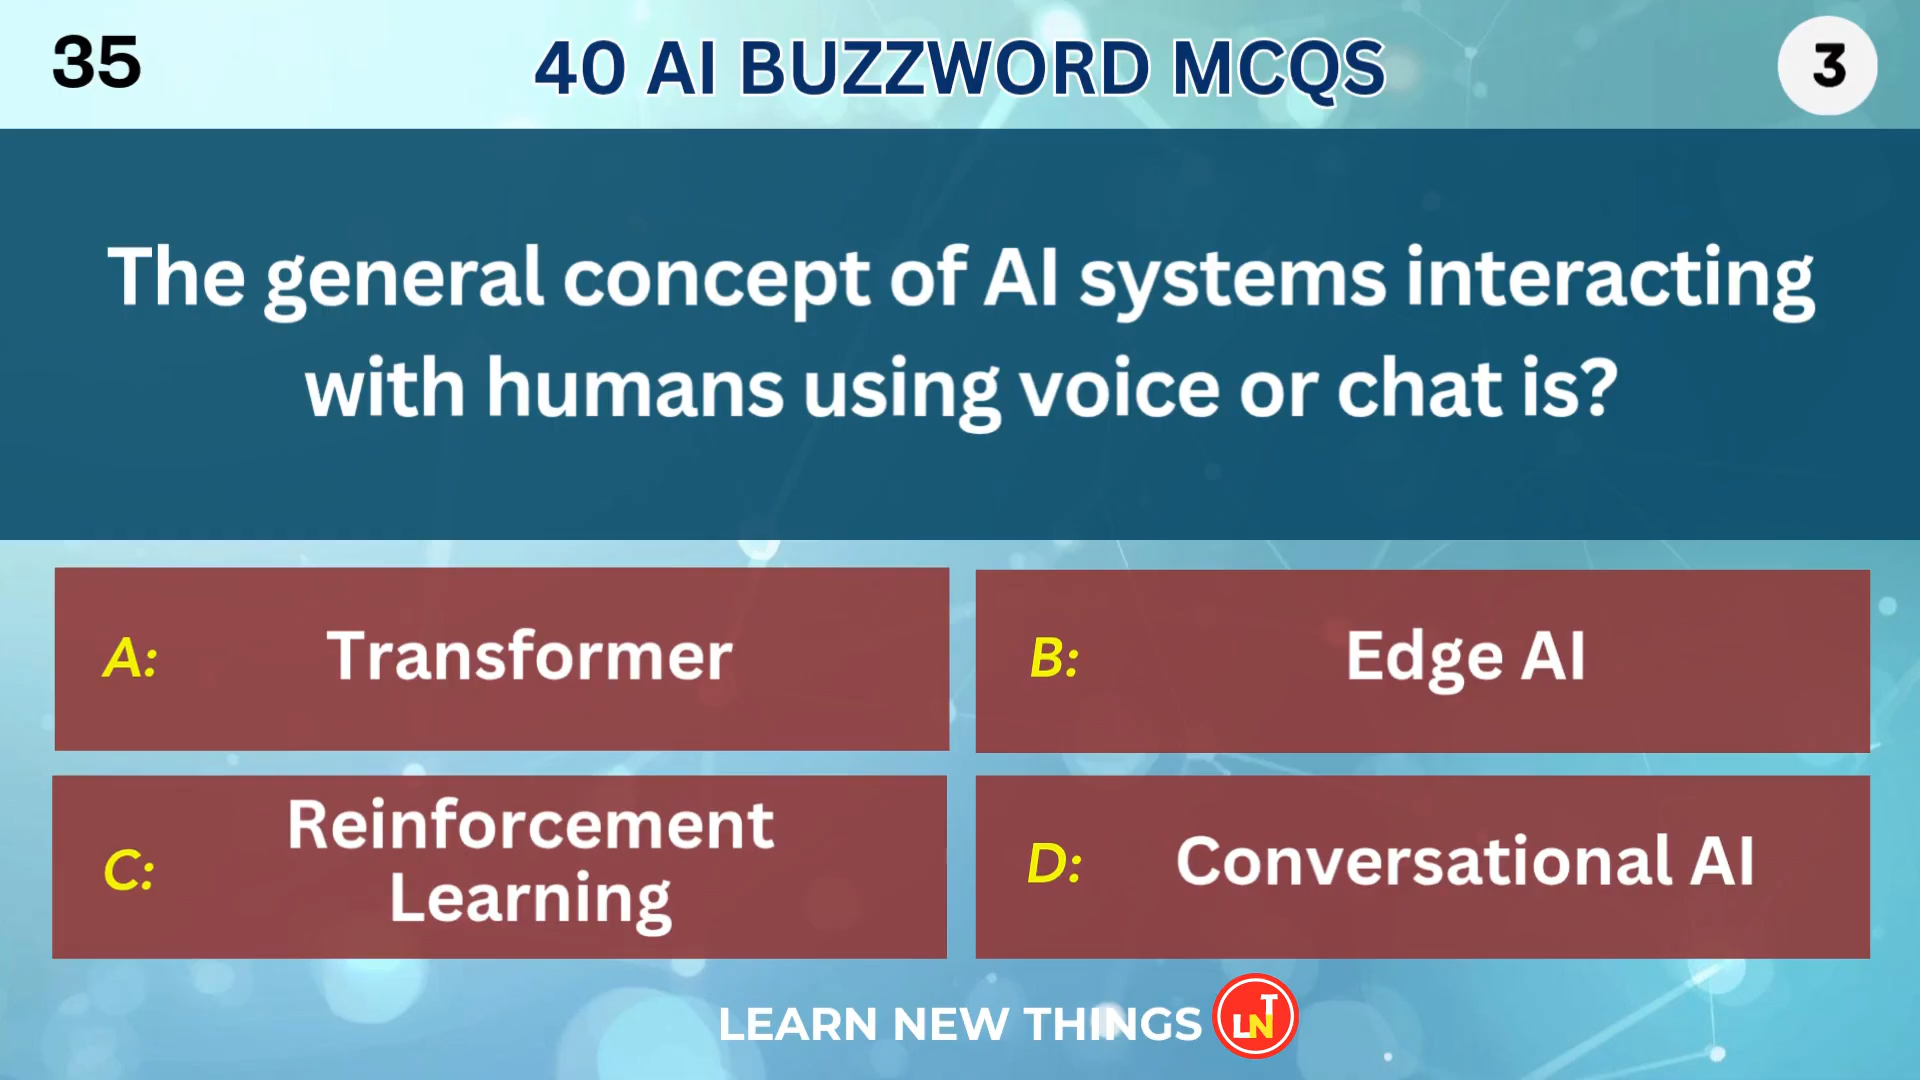 35
40 AI BUZZWORD MCQS
3
The general concept of AI systems interacting
with humans using voice or chat is?
A: Transformer
B: Edge AI
C: Reinforcement
Learning
D: Conversational AI
LEARN NEW THINGS
LNT